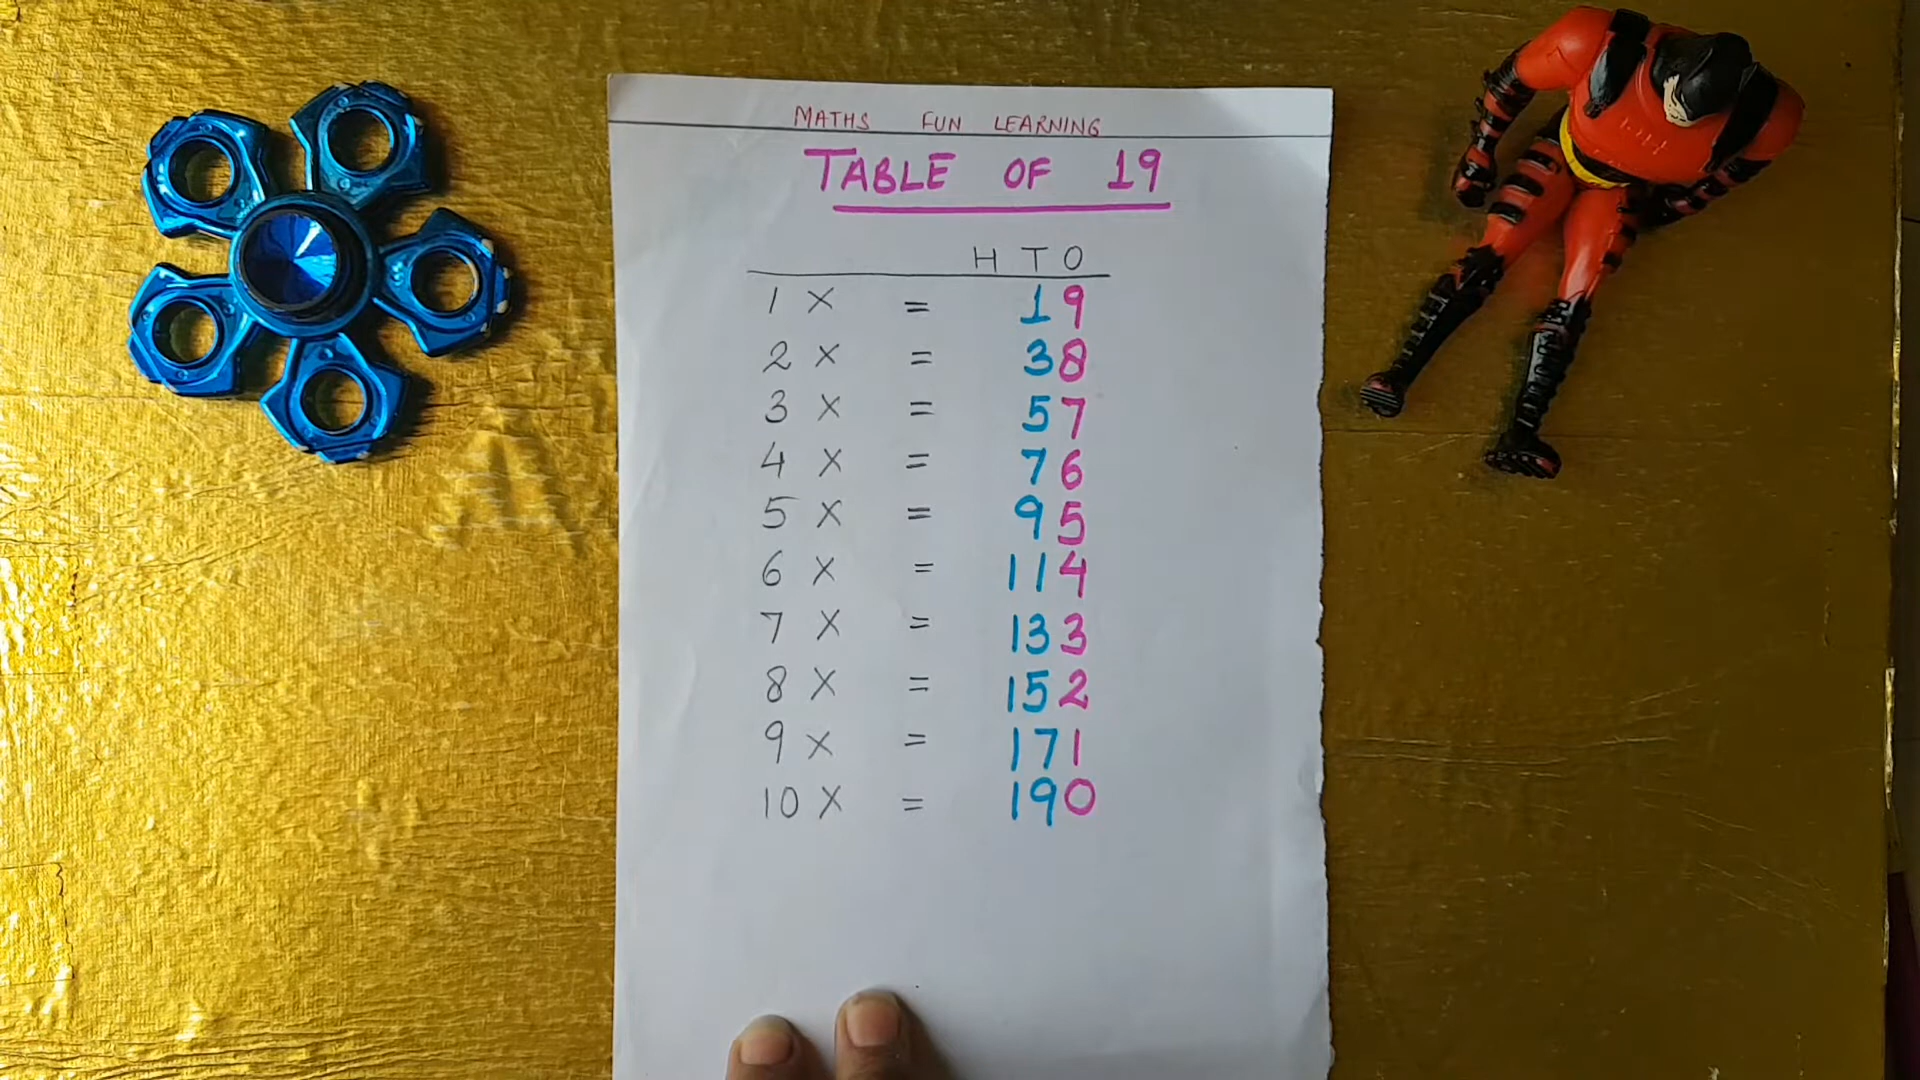 MATHS FUN LEARNING
TABLE OF 19
H T O
1 X = 19
2 X = 38
3 X = 57
4 X = 76
5 X = 95
6 X = 114
7 X = 133
8 X = 152
9 X = 171
10 X = 190